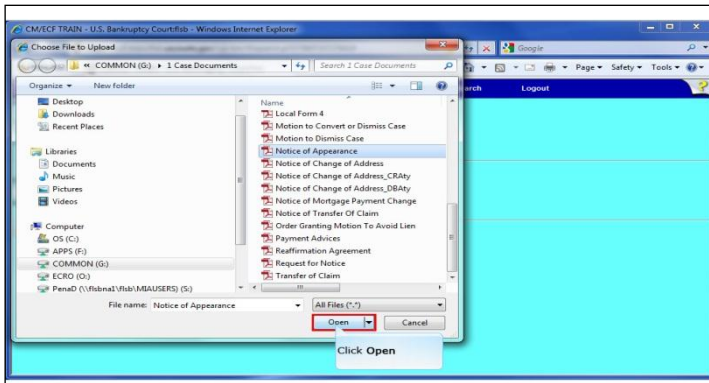 CM/ECF TRAIN - U.S. Bankruptcy Court:flsb - Windows Internet Explorer
Choose File to Upload
« COMMON (G:) ▸ 1 Case Documents
Search 1 Case Documents
Google
Page Safety Tools
Organize New folder
arch Logout
Desktop
Downloads
Recent Places
Libraries
Documents
Music
Pictures
Videos
Computer
OS (C:)
APPS (F:)
COMMON (G:)
ECRO (O:)
PenaD (\\flsbna1\flsb\MIAUSERS) (S:)
Name
Local Form 4
Motion to Convert or Dismiss Case
Motion to Dismiss Case
Notice of Appearance
Notice of Change of Address
Notice of Change of Address_CRAty
Notice of Change of Address_DBAty
Notice of Mortgage Payment Change
Notice of Transfer Of Claim
Order Granting Motion To Avoid Lien
Payment Advices
Reaffirmation Agreement
Request for Notice
Transfer of Claim
File name: Notice of Appearance
All Files (*.*)
Open Cancel
Click Open